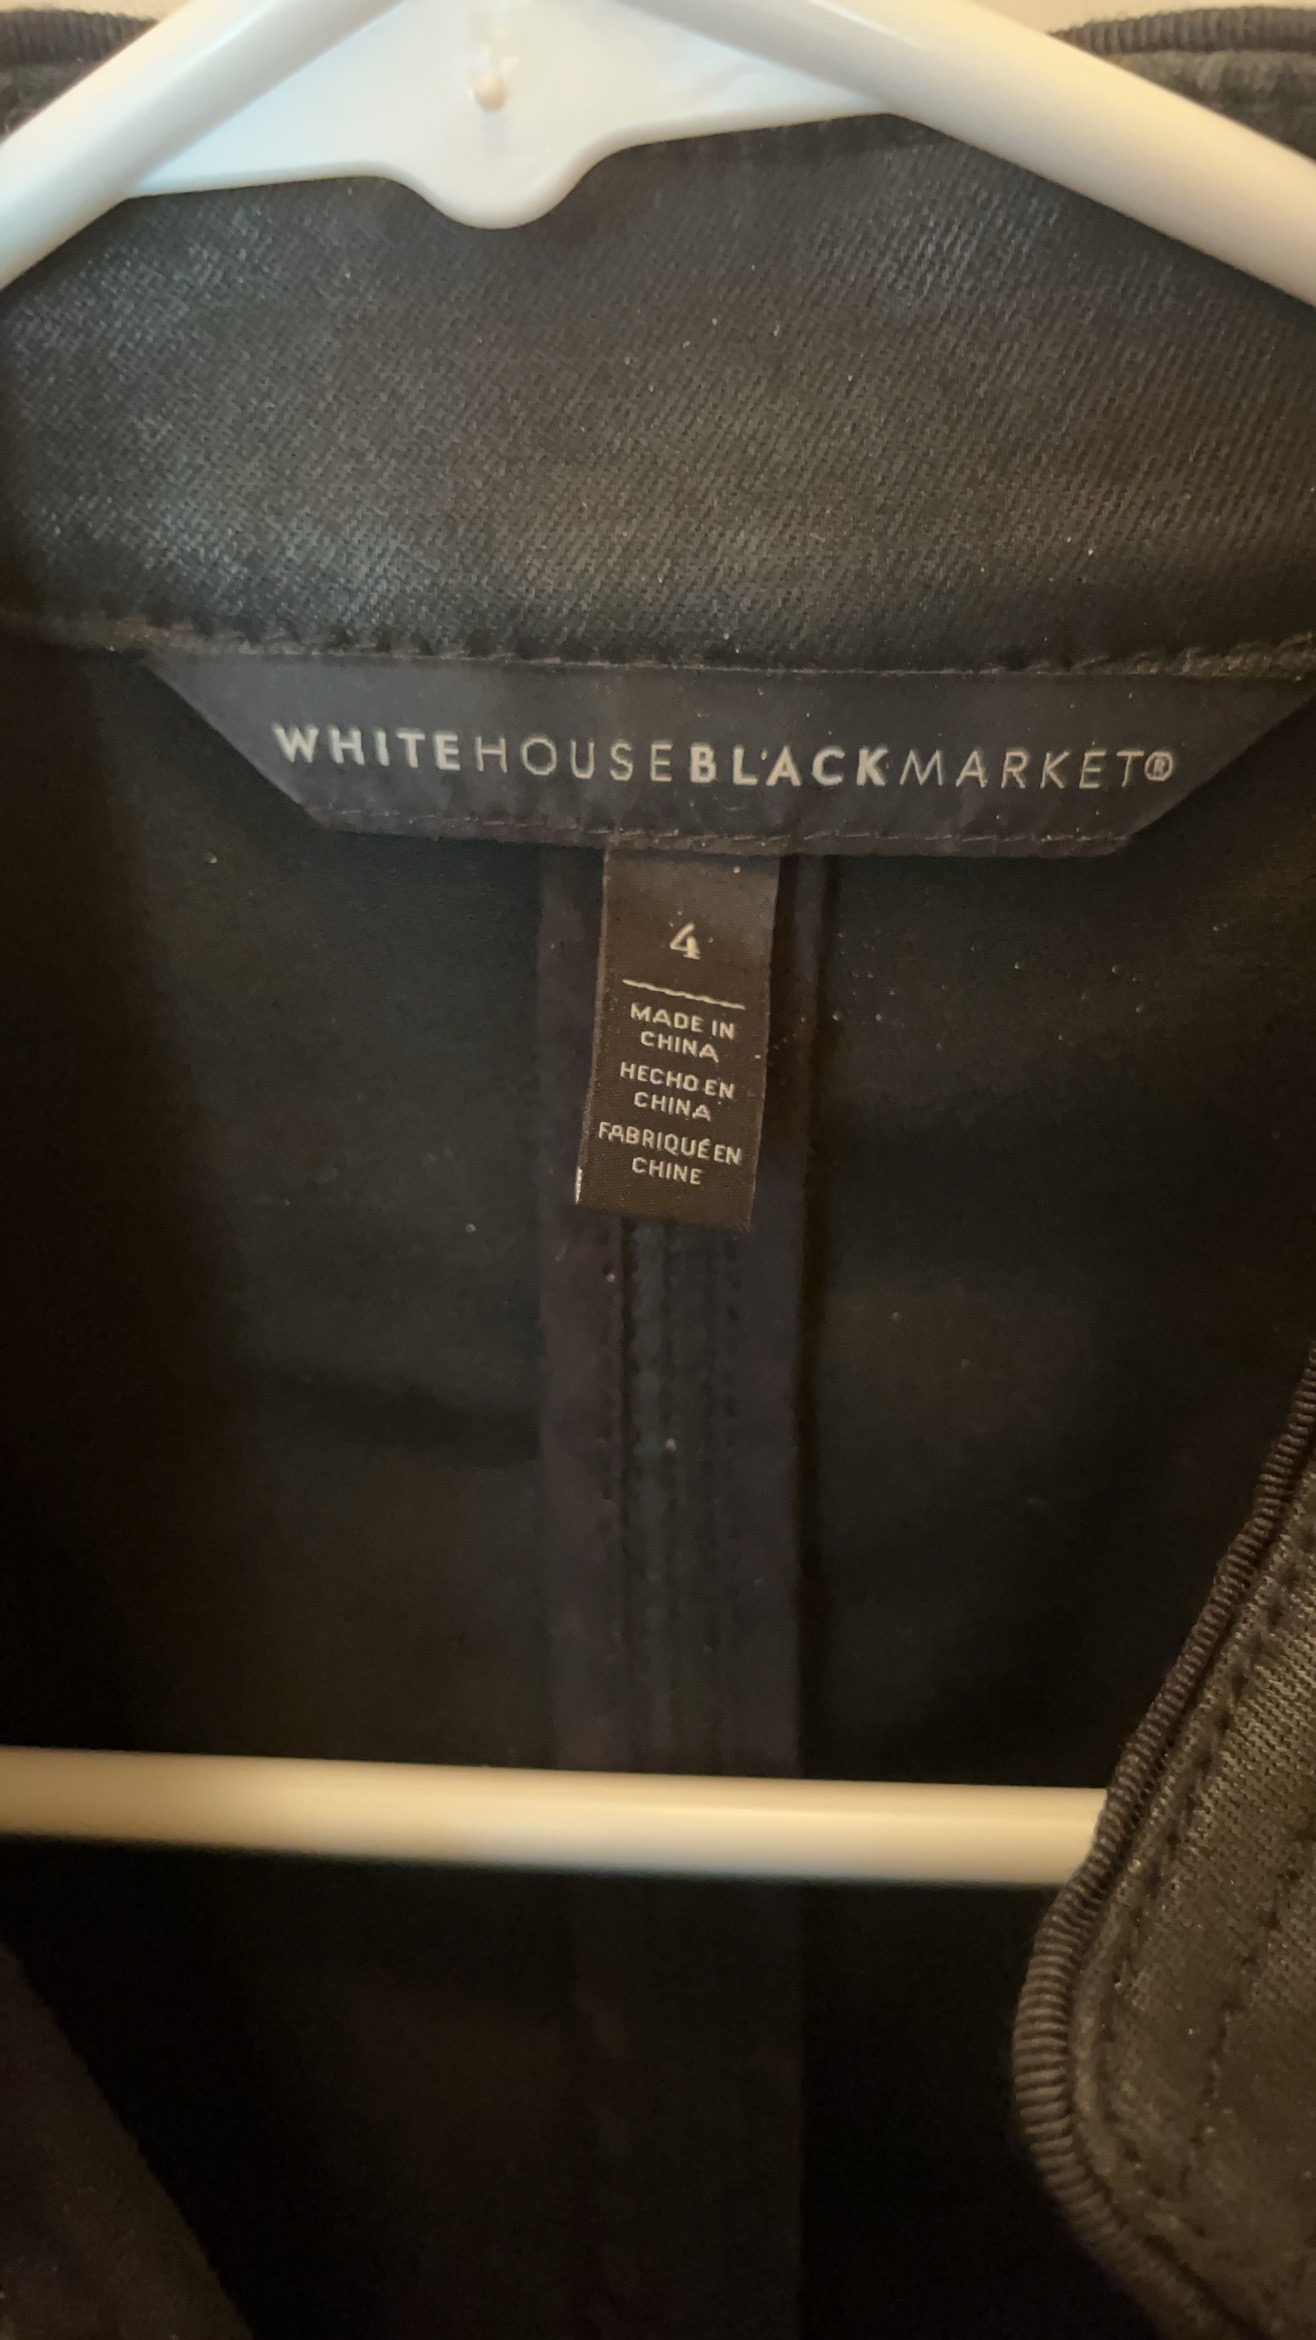 WHITEHOUSEBLACKMARKET®
4
MADE IN
CHINA
HECHO EN
CHINA
FABRIQUÉ EN
CHINE